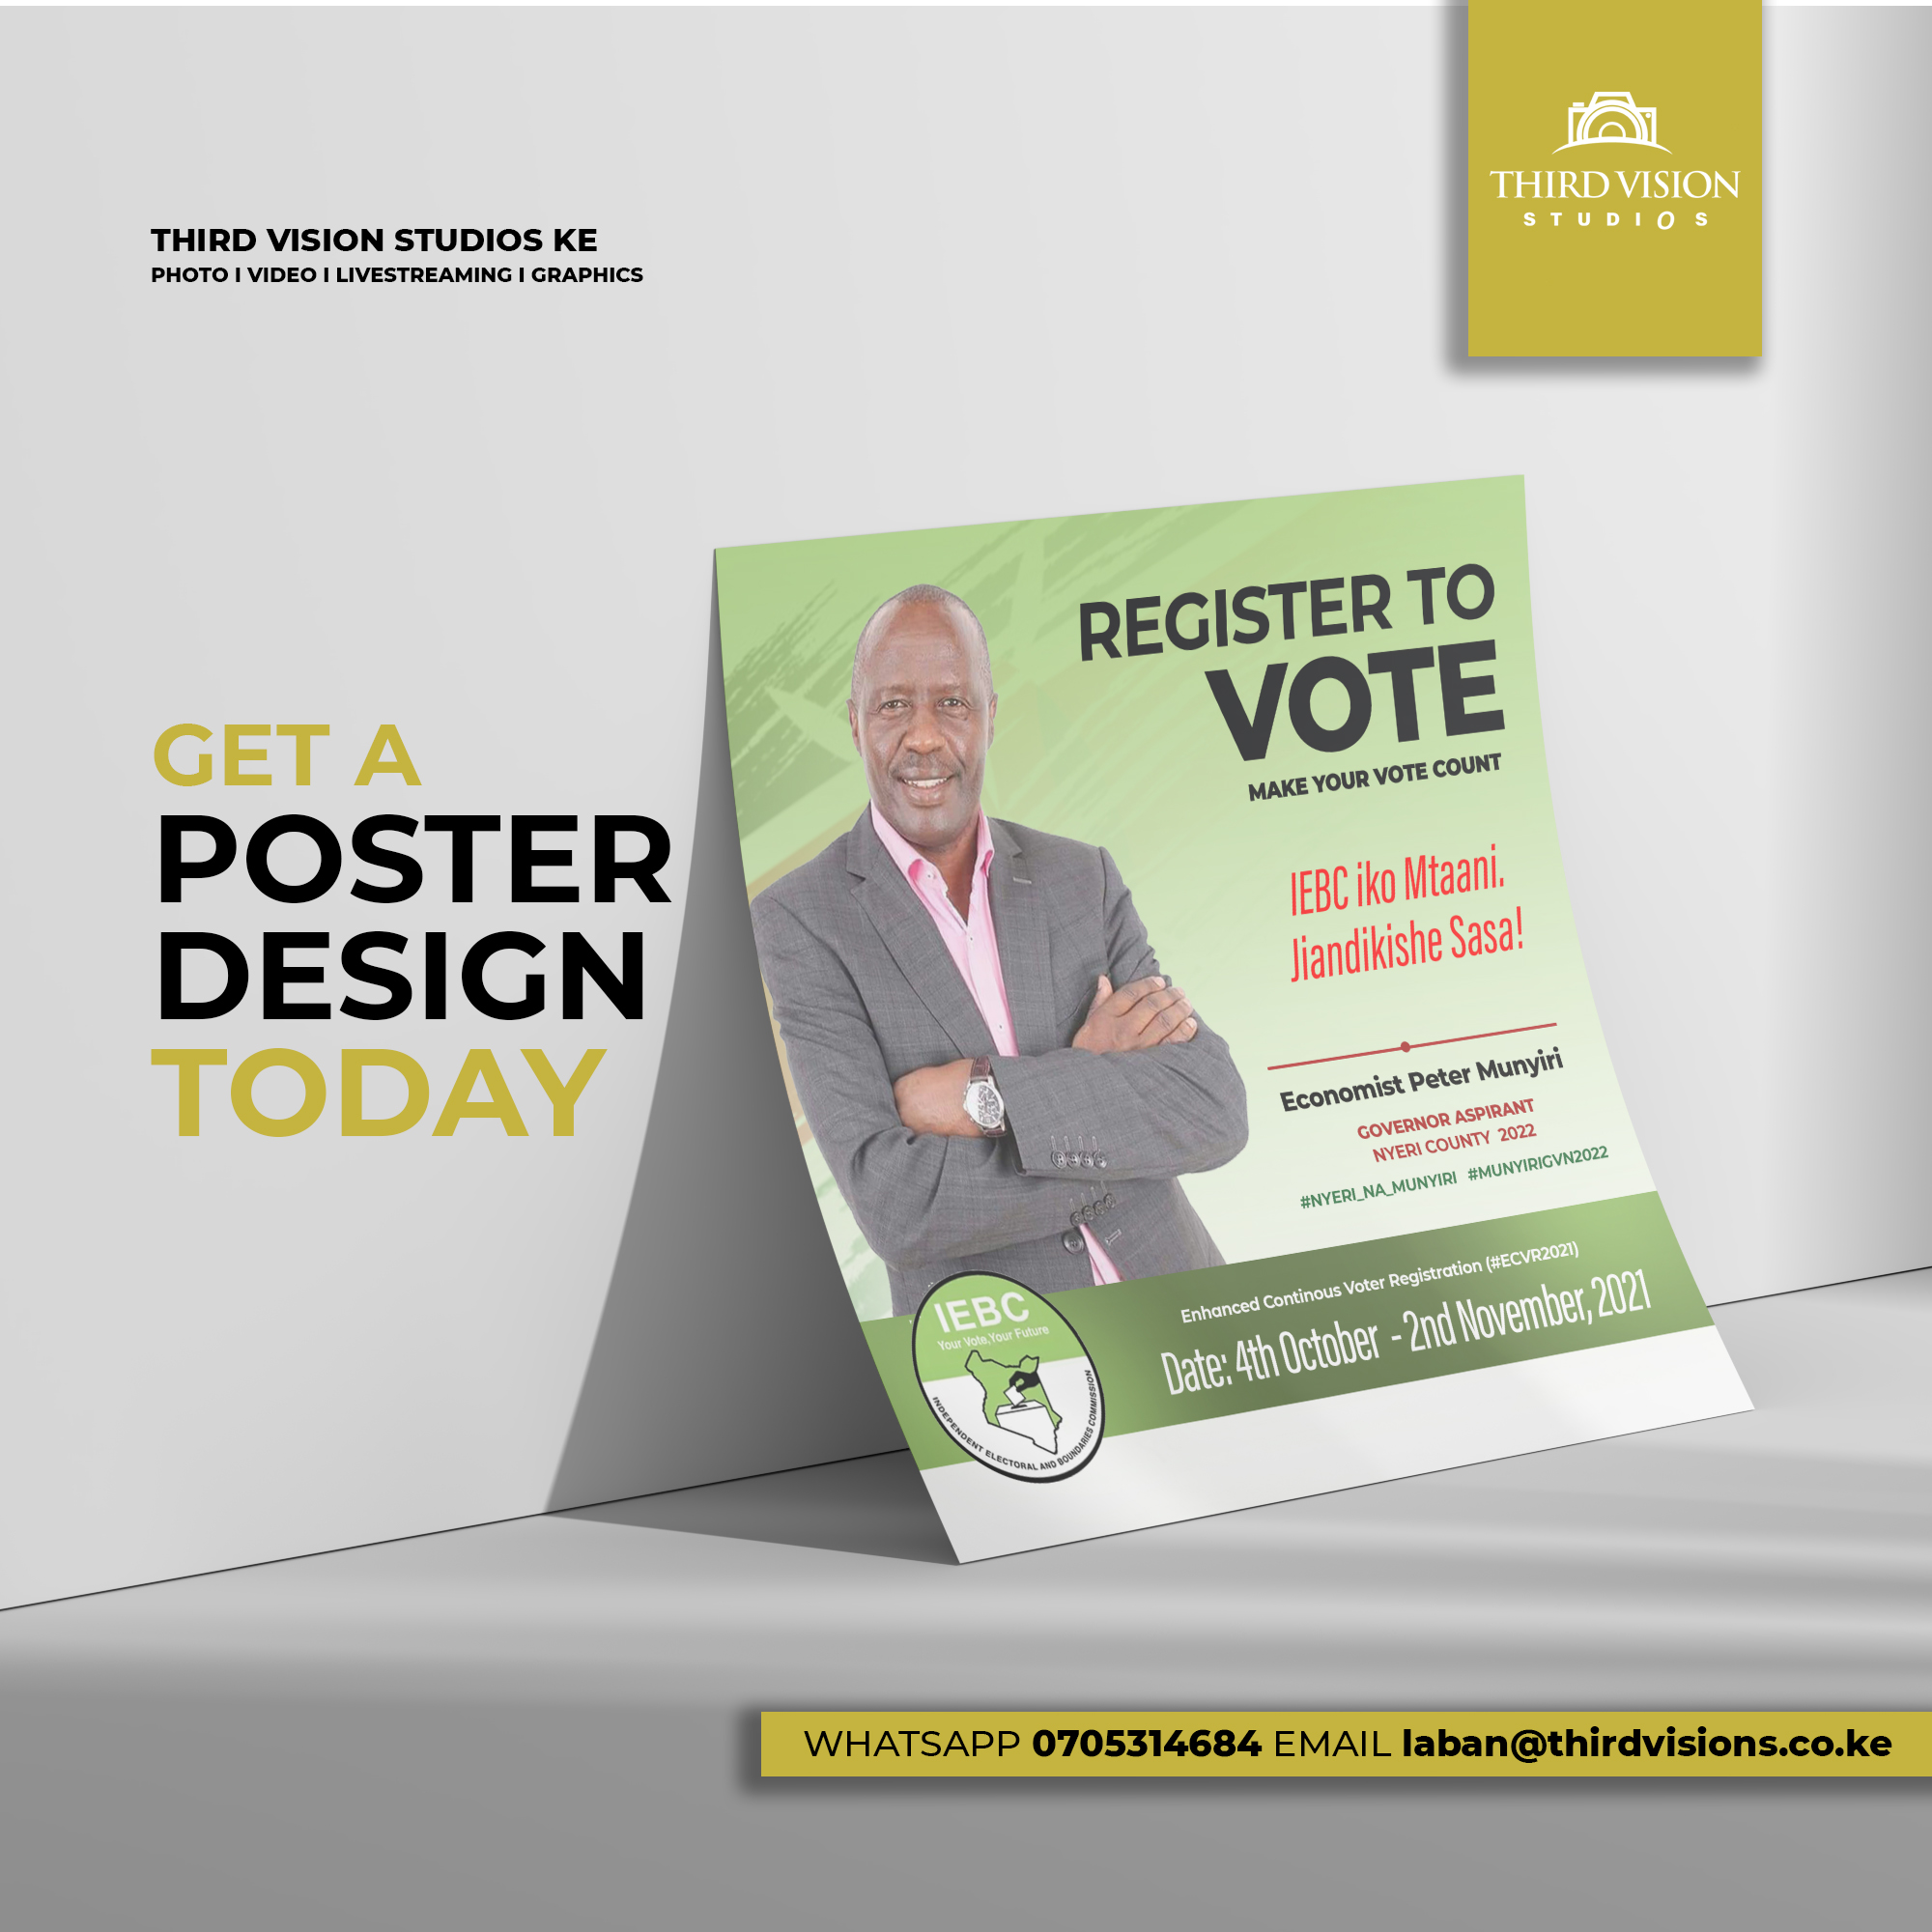 THIRD VISION
STUDIOS
THIRD VISION STUDIOS KE
PHOTO I VIDEO I LIVESTREAMING I GRAPHICS
GET A
POSTER
DESIGN
TODAY
REGISTER TO
VOTE
MAKE YOUR VOTE COUNT
IEBC iko Mtaani.
Jiandikishe Sasa!
Economist Peter Munyiri
GOVERNOR ASPIRANT
NYERI COUNTY 2022
#NYERI_NA_MUNYIRI #MUNYIRIGVN2022
Enhanced Continous Voter Registration (#ECVR2021)
Date: 4th October - 2nd November, 2021
IEBC
Your Vote, Your Future
INDEPENDENT ELECTORAL AND BOUNDARIES COMMISSION
WHATSAPP 0705314684 EMAIL laban@thirdvisions.co.ke